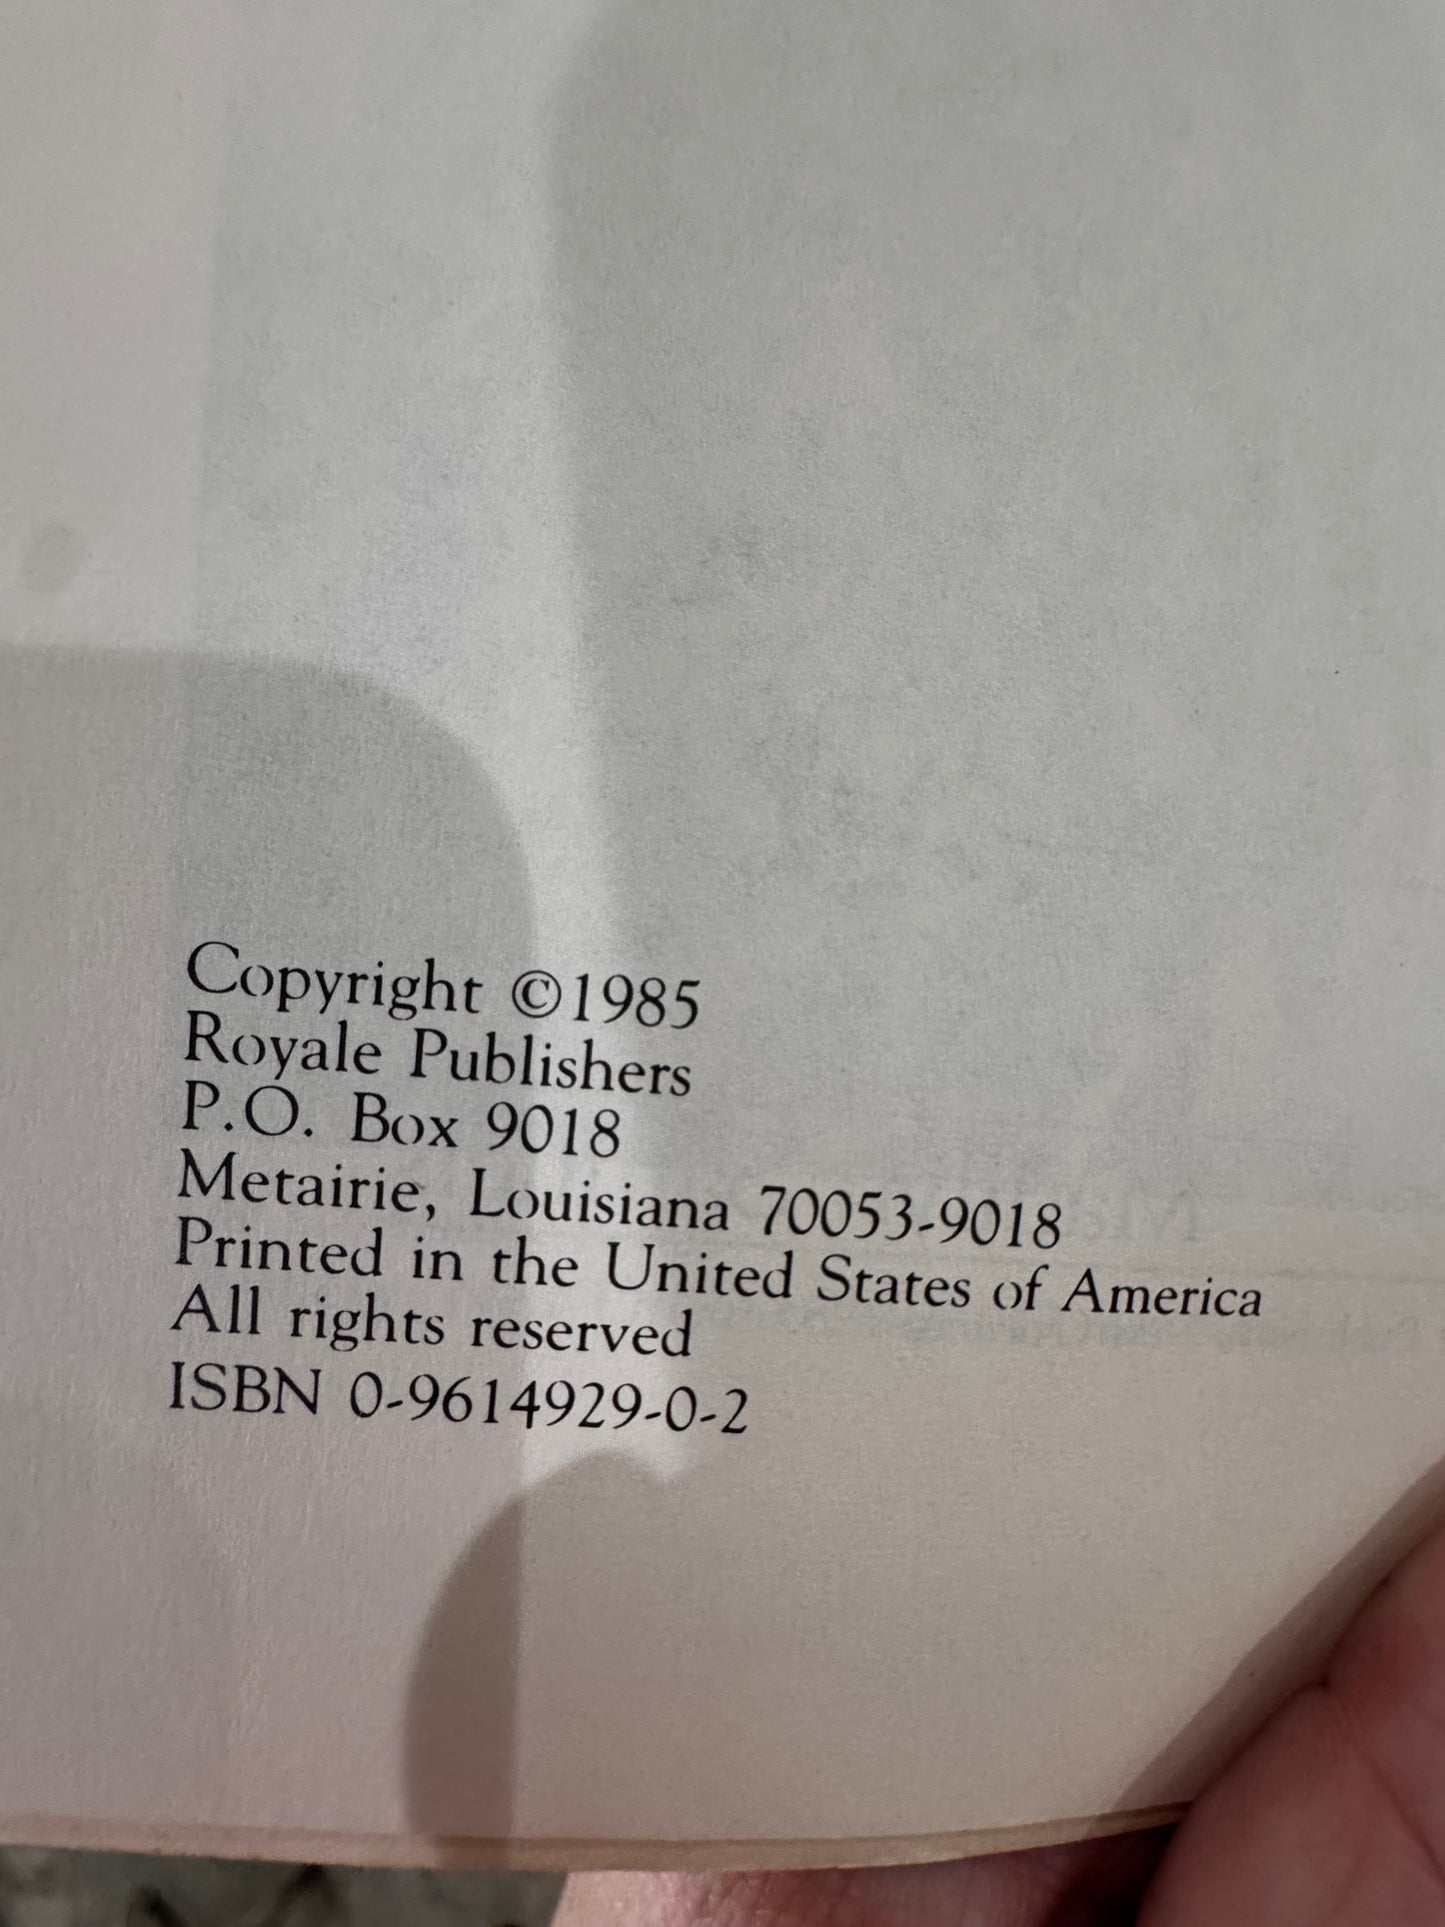 Copyright ©1985
Royale Publishers
P.O. Box 9018
Metairie, Louisiana 70053-9018
Printed in the United States of America
All rights reserved
ISBN 0-9614929-0-2